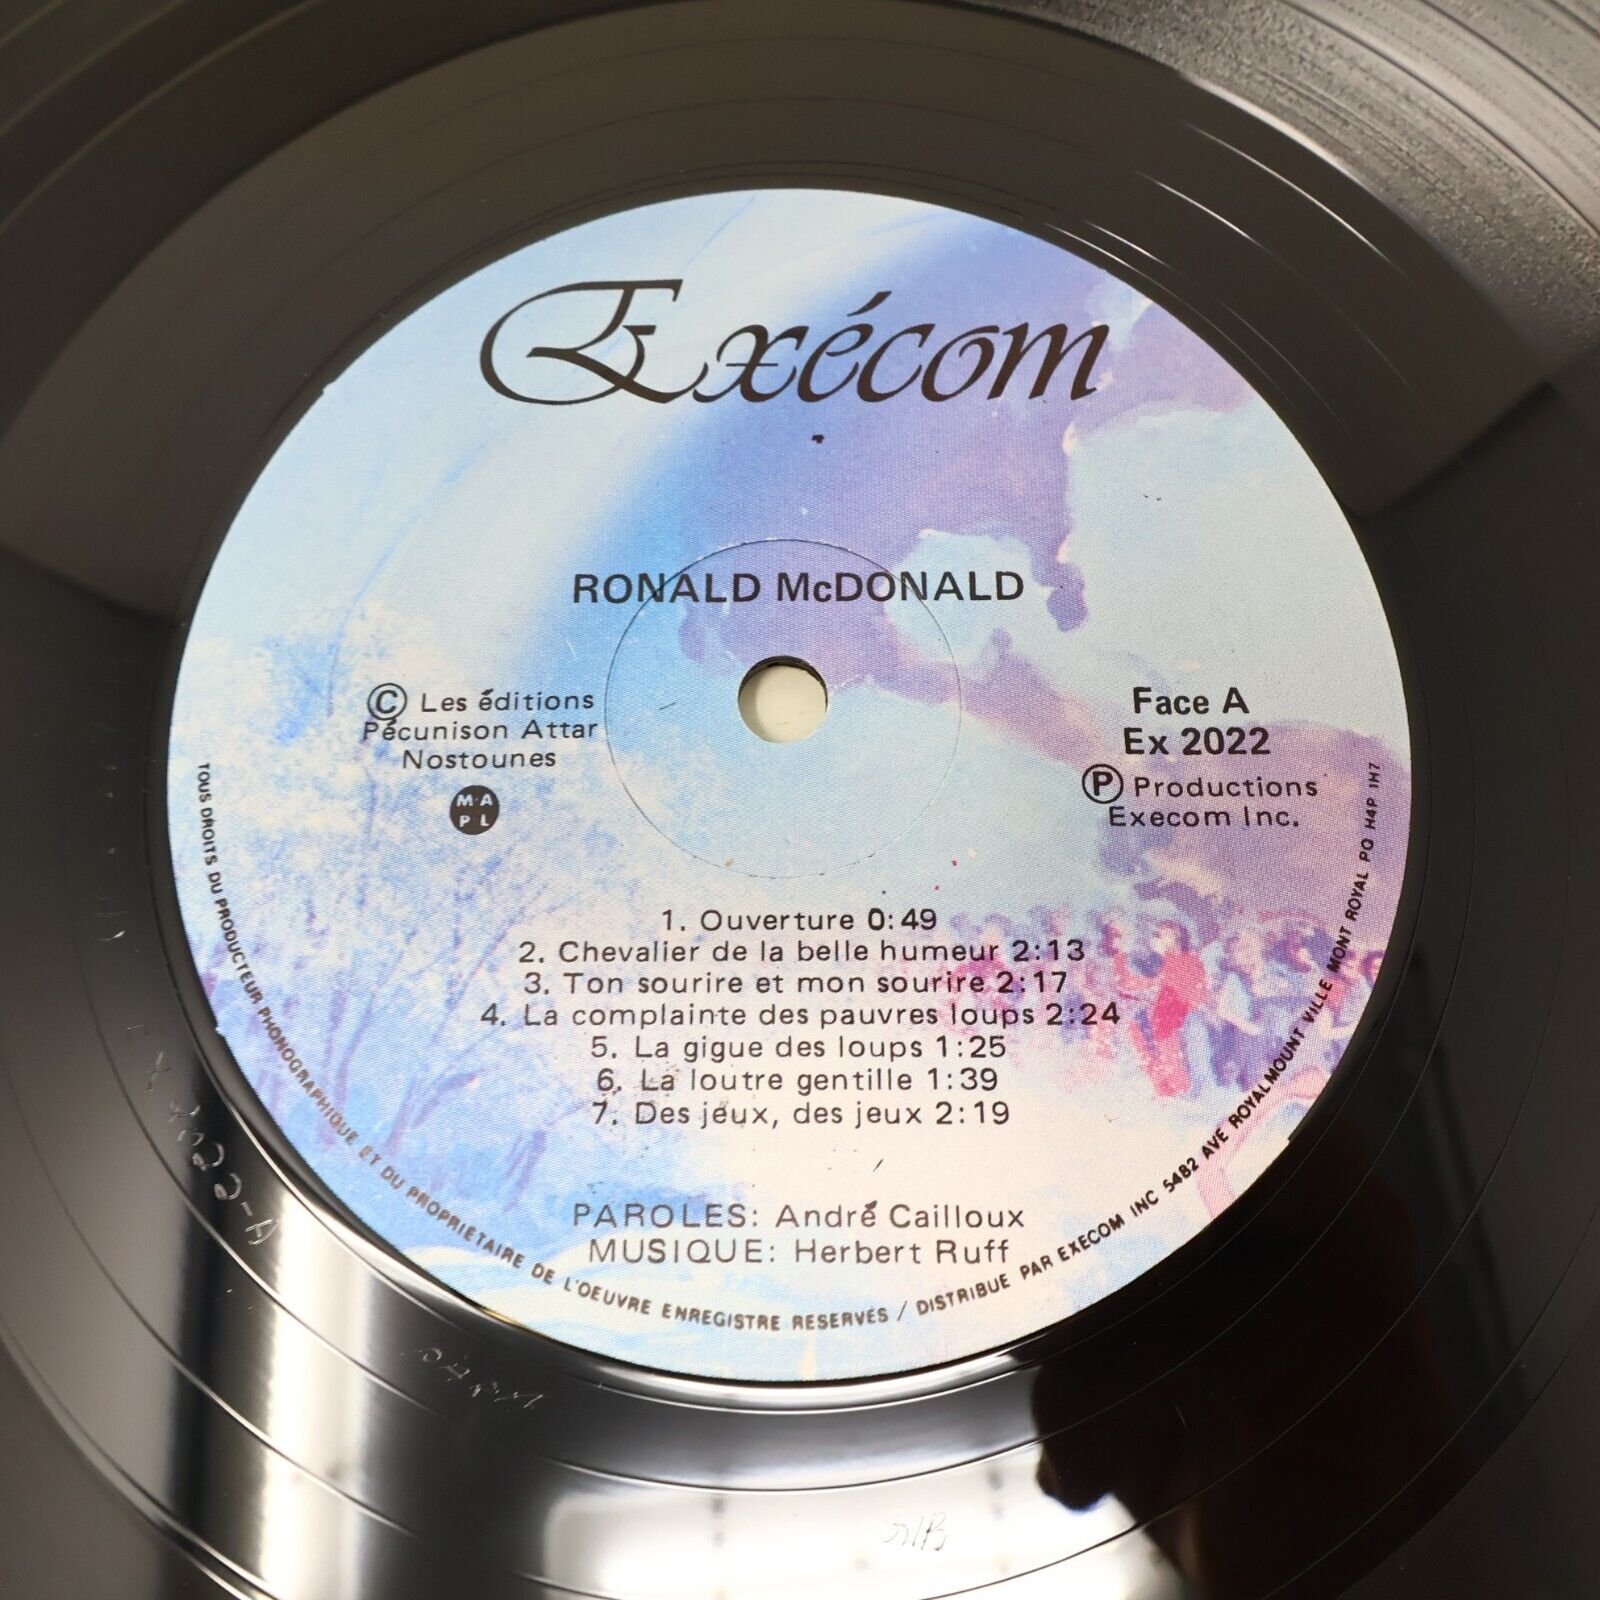 Exécom
RONALD McDONALD
© Les éditions
Pécunison Attar
Nostounes
M A
P L
Face A
Ex 2022
Ⓟ Productions
Execom Inc.
1. Ouverture 0:49
2. Chevalier de la belle humeur 2:13
3. Ton sourire et mon sourire 2:17
4. La complainte des pauvres loups 2:24
5. La gigue des loups 1:25
6. La loutre gentille 1:39
7. Des jeux, des jeux 2:19
PAROLES: André Cailloux
MUSIQUE: Herbert Ruff
TOUS DROITS DU PRODUCTEUR PHONOGRAPHIQUE ET DU PROPRIÉTAIRE DE L'OEUVRE ENREGISTRE RESERVÉS / DISTRIBUE PAR EXECOM INC 5482 AVE ROYALMOUNT VILLE MONT ROYAL PQ H4P 1H7
EX 2022-A